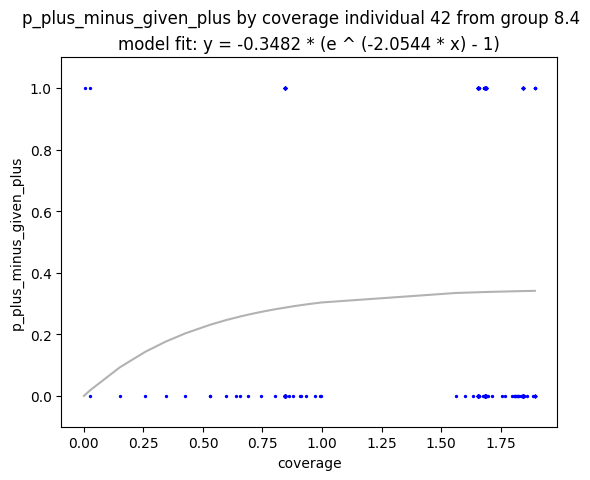 p_plus_minus_given_plus by coverage individual 42 from group 8.4
model fit: y = -0.3482 * (e ^ (-2.0544 * x) - 1)
1.0
0.8
0.6
0.4
0.2
0.0
p_plus_minus_given_plus
0.00 0.25 0.50 0.75 1.00 1.25 1.50 1.75
coverage